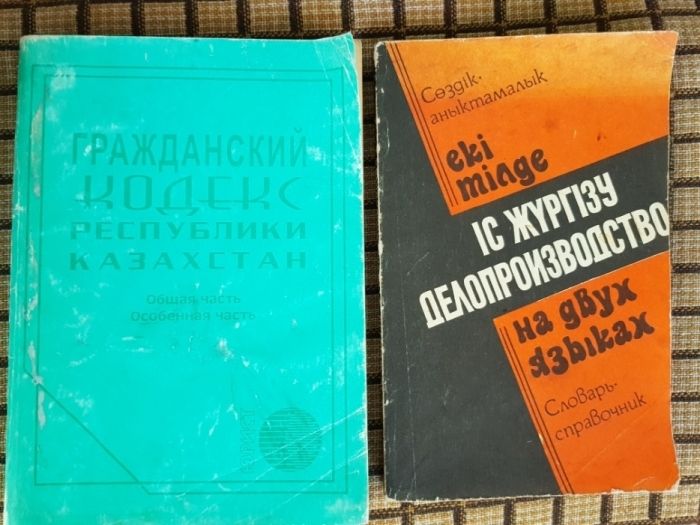 ГРАЖДАНСКИЙ
КОДЕКС
РЕСПУБЛИКИ
КАЗАХСТАН
Общая часть
Особенная часть
Сөздік-
анықтамалық
екі
тілде
ІС ЖҮРГІЗУ
ДЕЛОПРОИЗВОДСТВО
на двух
языках
Словарь-
справочник